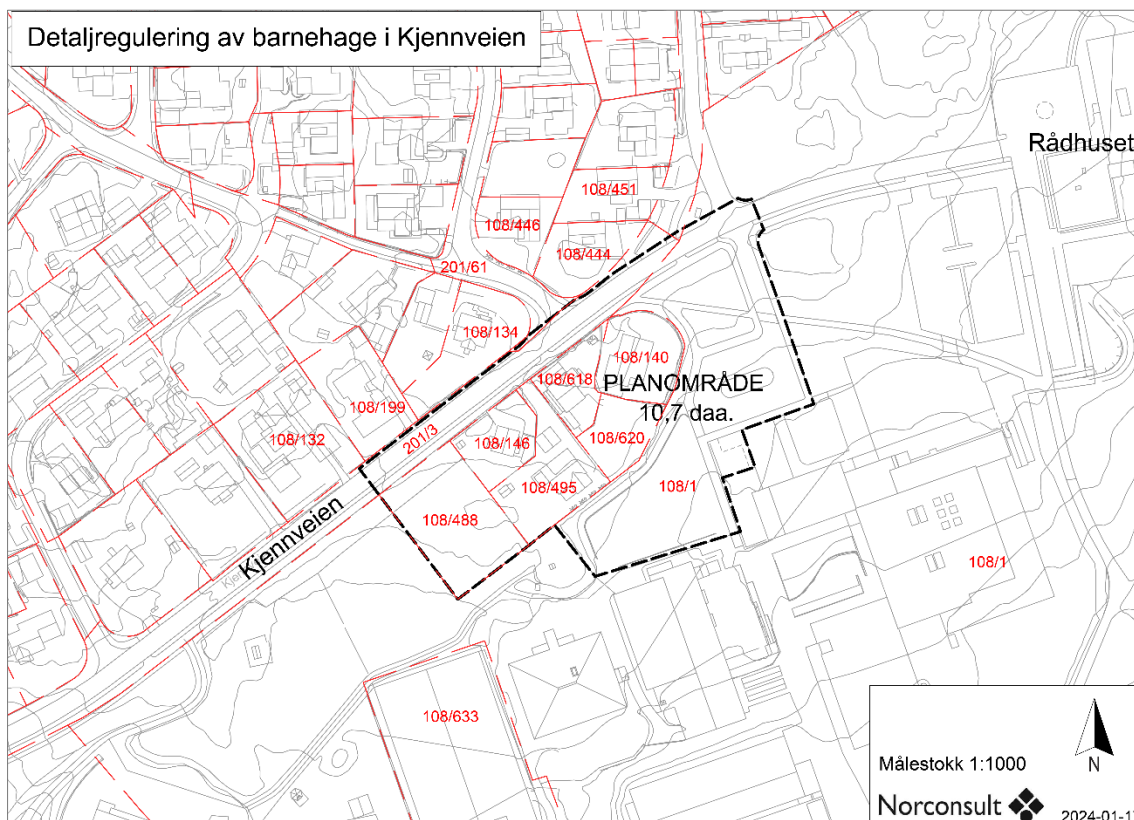 Detaljregulering av barnehage i Kjennveien
Rådhuset
108/451
108/446
108/444
201/61
108/134
108/140
108/618
PLANOMRÅDE
10,7 daa.
108/199
108/132
201/3
108/146
108/620
108/495
108/1
108/488
Kjennveien
108/1
108/633
Målestokk 1:1000
N
Norconsult